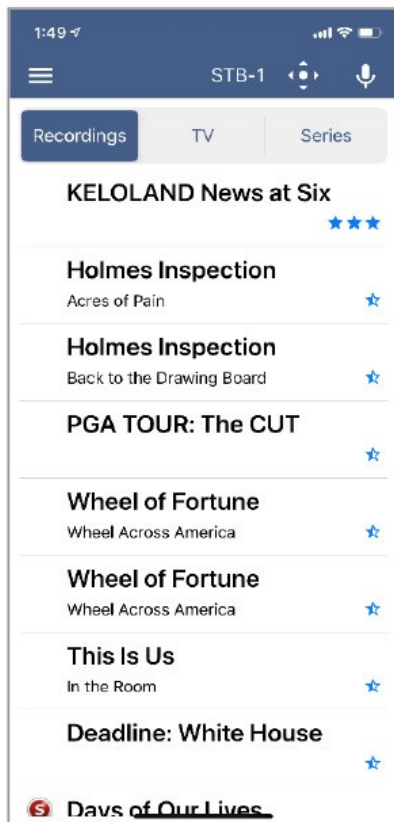 1:49
STB-1
Recordings TV Series
KELOLAND News at Six
Holmes Inspection
Acres of Pain
Holmes Inspection
Back to the Drawing Board
PGA TOUR: The CUT
Wheel of Fortune
Wheel Across America
Wheel of Fortune
Wheel Across America
This Is Us
In the Room
Deadline: White House
S Days of Our Lives